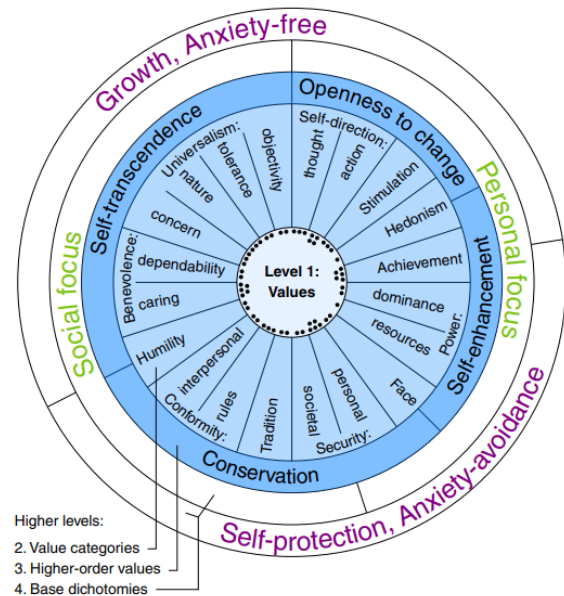 Growth, Anxiety-free
Openness to change
Self-transcendence
Personal focus
Social focus
Self-enhancement
Conservation
Self-protection, Anxiety-avoidance
Self-direction:
thought
action
Stimulation
Hedonism
Achievement
Power:
dominance
resources
Face
Security:
personal
societal
Tradition
Conformity:
rules
interpersonal
Humility
Benevolence:
caring
dependability
Universalism:
concern
nature
tolerance
objectivity
Level 1:
Values
Higher levels:
2. Value categories
3. Higher-order values
4. Base dichotomies